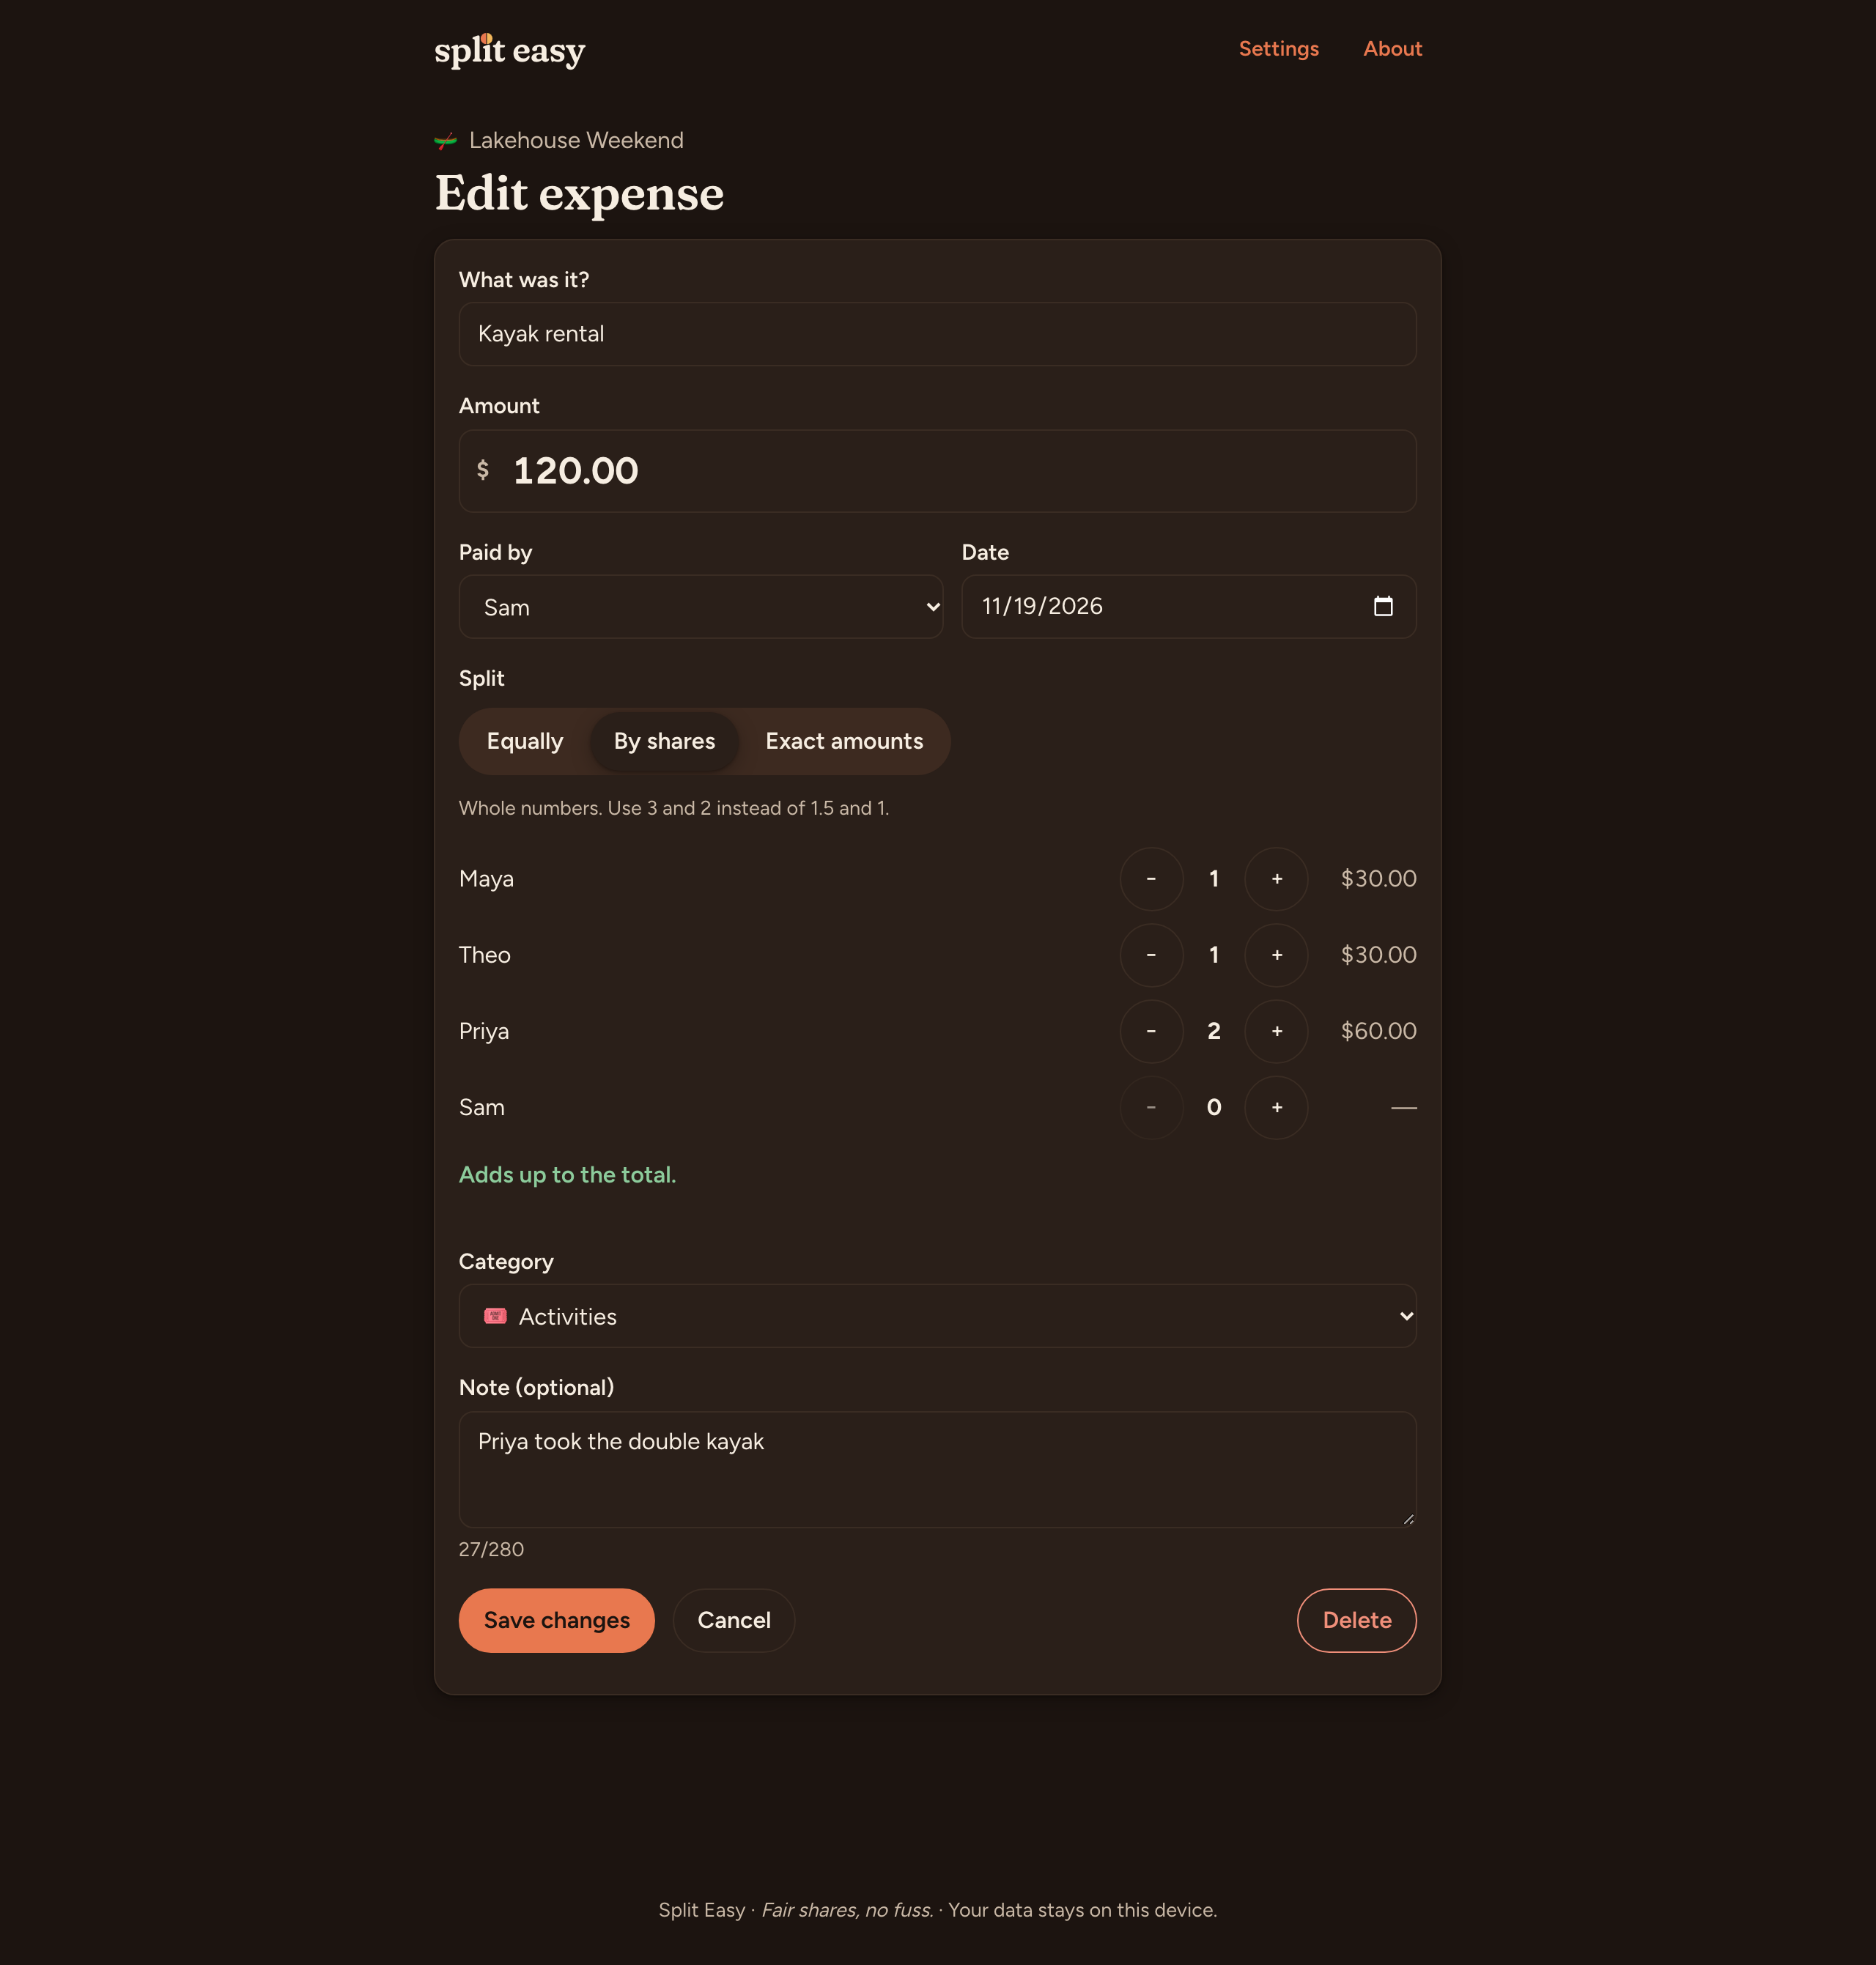 split easy
Settings About
Lakehouse Weekend
Edit expense
What was it?
Kayak rental
Amount
$ 120.00
Paid by Date
Sam 11/19/2026
Split
Equally By shares Exact amounts
Whole numbers. Use 3 and 2 instead of 1.5 and 1.
Maya - 1 + $30.00
Theo - 1 + $30.00
Priya - 2 + $60.00
Sam - 0 + —
Adds up to the total.
Category
Activities
Note (optional)
Priya took the double kayak
27/280
Save changes Cancel Delete
Split Easy · Fair shares, no fuss. · Your data stays on this device.